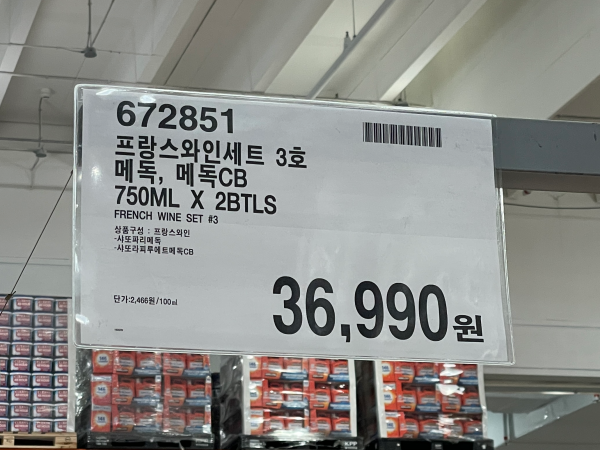 672851
프랑스와인세트 3호
메독, 메독CB
750ML X 2BTLS
FRENCH WINE SET #3
상품구성 : 프랑스와인
-샤또파리메독
-샤또라피루에트메독CB
단가:2,466원/100㎖
36,990원